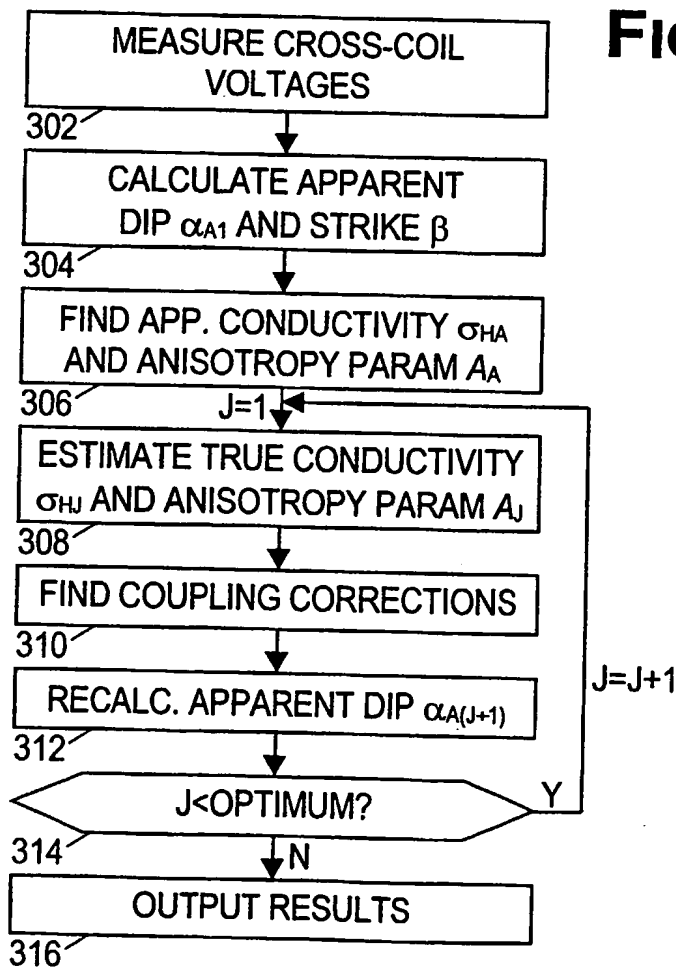 FIG
MEASURE CROSS-COIL
VOLTAGES
302
CALCULATE APPARENT
DIP αA1 AND STRIKE β
304
FIND APP. CONDUCTIVITY σHA
AND ANISOTROPY PARAM AA
306
J=1
ESTIMATE TRUE CONDUCTIVITY
σHJ AND ANISOTROPY PARAM AJ
308
FIND COUPLING CORRECTIONS
310
J=J+1
RECALC. APPARENT DIP αA(J+1)
312
J<OPTIMUM?
Y
314
N
OUTPUT RESULTS
316